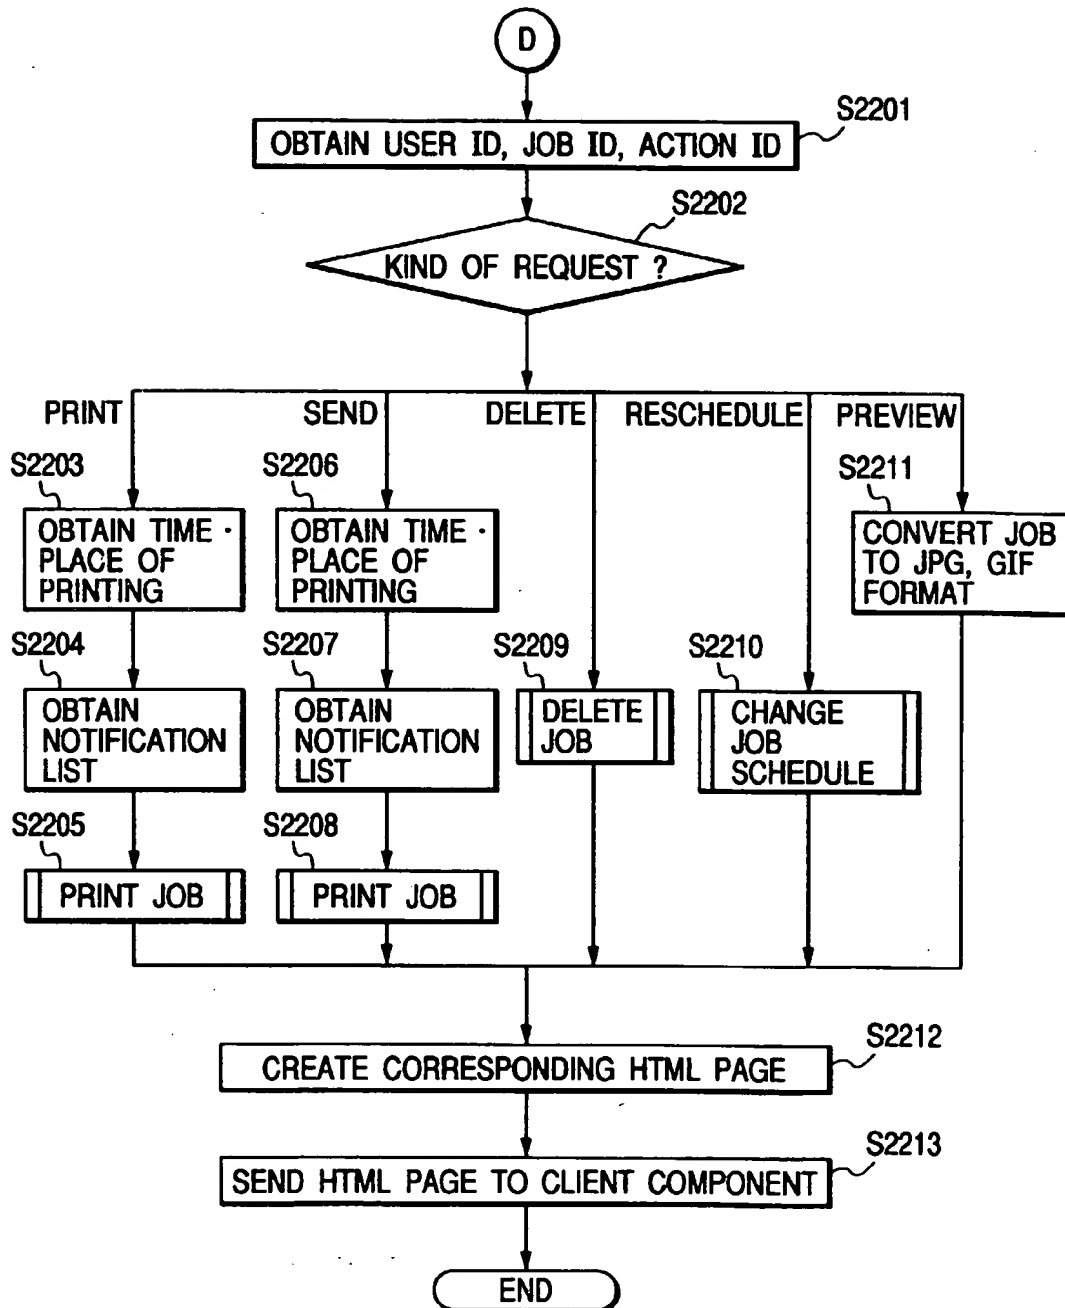 D
S2201
OBTAIN USER ID, JOB ID, ACTION ID
S2202
KIND OF REQUEST ?
PRINT
SEND
DELETE
RESCHEDULE
PREVIEW
S2203
OBTAIN TIME ·
PLACE OF
PRINTING
S2206
OBTAIN TIME ·
PLACE OF
PRINTING
S2211
CONVERT JOB
TO JPG, GIF
FORMAT
S2204
OBTAIN
NOTIFICATION
LIST
S2207
OBTAIN
NOTIFICATION
LIST
S2209
DELETE
JOB
S2210
CHANGE
JOB
SCHEDULE
S2205
PRINT JOB
S2208
PRINT JOB
S2212
CREATE CORRESPONDING HTML PAGE
S2213
SEND HTML PAGE TO CLIENT COMPONENT
END